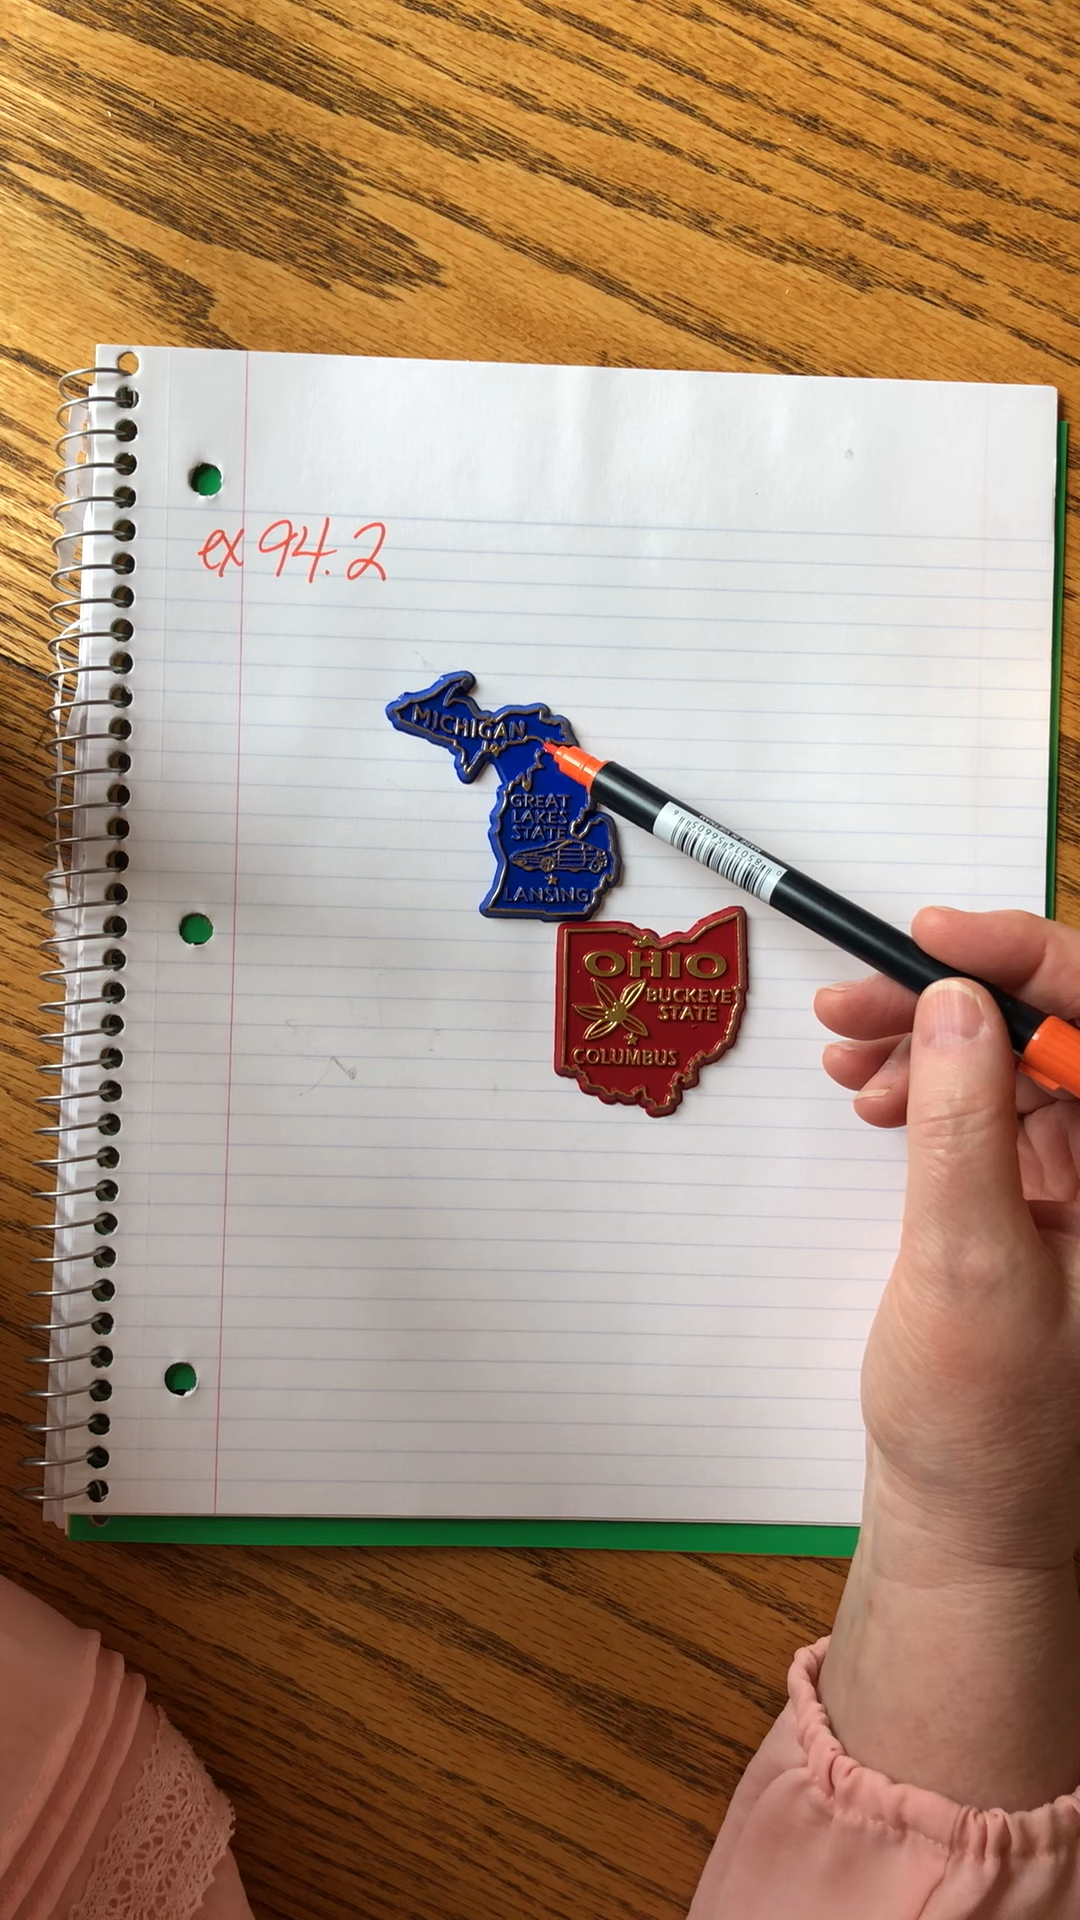 ex 94.2
MICHIGAN
GREAT
LAKES
STATE
LANSING
OHIO
BUCKEYE
STATE
COLUMBUS